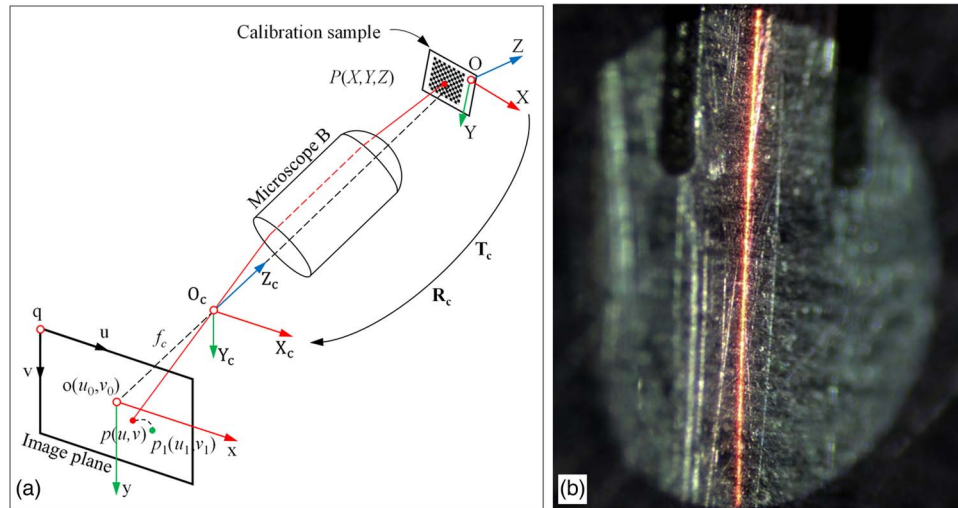 Calibration sample
Z
O
P(X,Y,Z)
X
Y
Microscope B
T_c
R_c
Z_c
O_c
X_c
Y_c
q
u
f_c
v
o(u_0,v_0)
p(u,v)
p_1(u_1,v_1)
x
y
Image plane
(a)
(b)